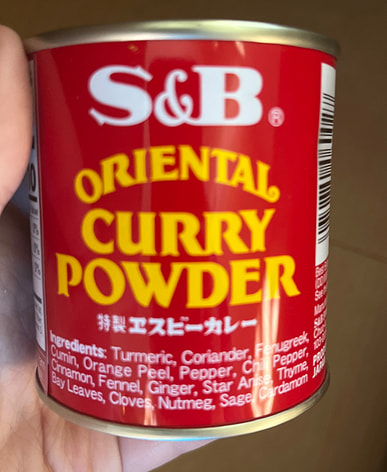 S&B®
ORIENTAL
CURRY
POWDER
特製 ヱスビーカレー
Ingredients: Turmeric, Coriander, Fenugreek,
Cumin, Orange Peel, Pepper, Chili Pepper,
Cinnamon, Fennel, Ginger, Star Anise, Thyme,
Bay Leaves, Cloves, Nutmeg, Sage, Cardamom